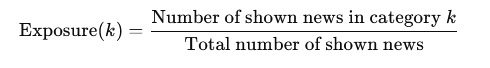 Exposure(k) = Number of shown news in category k / Total number of shown news